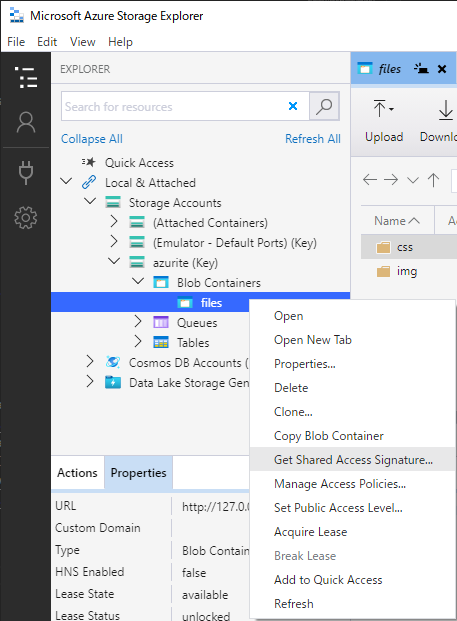 Microsoft Azure Storage Explorer
File Edit View Help
EXPLORER
Search for resources
Collapse All Refresh All
Quick Access
Local & Attached
Storage Accounts
(Attached Containers)
(Emulator - Default Ports) (Key)
azurite (Key)
Blob Containers
files
Queues
Tables
Cosmos DB Accounts (
Data Lake Storage Gen
files
Upload Downlo
Name
css
img
Open
Open New Tab
Properties...
Delete
Clone...
Copy Blob Container
Get Shared Access Signature...
Manage Access Policies...
Set Public Access Level...
Acquire Lease
Break Lease
Add to Quick Access
Refresh
Actions Properties
URL http://127.0.0
Custom Domain
Type Blob Contain
HNS Enabled false
Lease State available
Lease Status unlocked